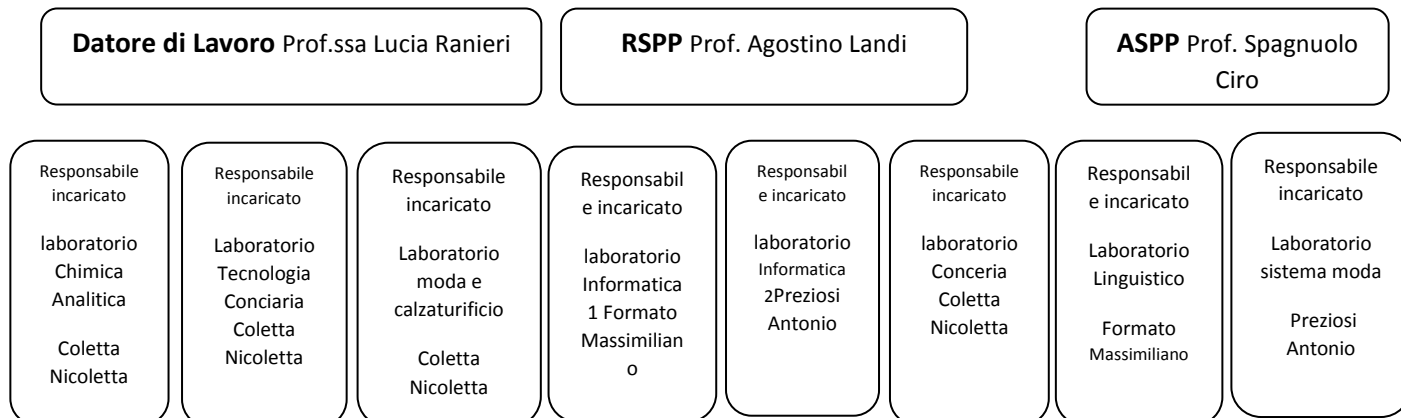 Datore di Lavoro Prof.ssa Lucia Ranieri
RSPP Prof. Agostino Landi
ASPP Prof. Spagnuolo
Ciro
Responsabile
incaricato
laboratorio
Chimica
Analitica
Coletta
Nicoletta
Responsabile
incaricato
Laboratorio
Tecnologia
Conciaria
Coletta
Nicoletta
Responsabile
incaricato
Laboratorio
moda e
calzaturificio
Coletta
Nicoletta
Responsabil
e incaricato
laboratorio
Informatica
1 Formato
Massimilian
o
Responsabil
e incaricato
laboratorio
Informatica
2Preziosi
Antonio
Responsabile
incaricato
laboratorio
Conceria
Coletta
Nicoletta
Responsabil
e incaricato
Laboratorio
Linguistico
Formato
Massimiliano
Responsabile
incaricato
Laboratorio
sistema moda
Preziosi
Antonio